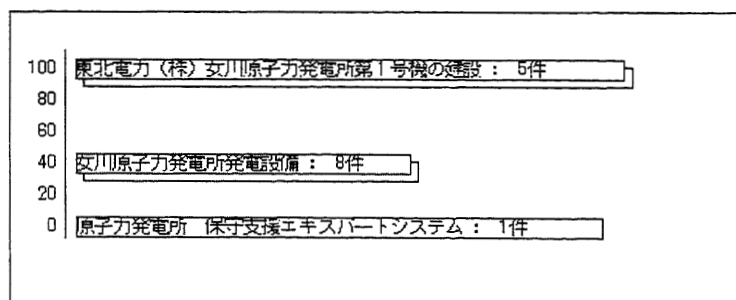 100 東北電力（株）女川原子力発電所第１号機の建設： 5件
80
60
40 女川原子力発電所発電設備： 8件
20
0 原子力発電所 保守支援エキスパートシステム： 1件